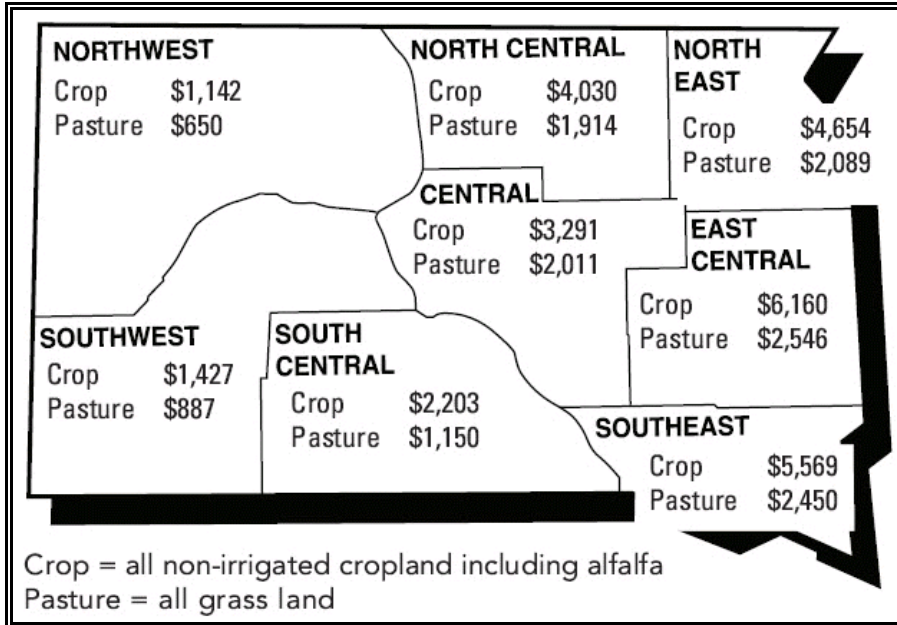 NORTHWEST
Crop $1,142
Pasture $650
NORTH CENTRAL
Crop $4,030
Pasture $1,914
NORTH
EAST
Crop $4,654
Pasture $2,089
CENTRAL
Crop $3,291
Pasture $2,011
EAST
CENTRAL
Crop $6,160
Pasture $2,546
SOUTHWEST
Crop $1,427
Pasture $887
SOUTH
CENTRAL
Crop $2,203
Pasture $1,150
SOUTHEAST
Crop $5,569
Pasture $2,450
Crop = all non-irrigated cropland including alfalfa
Pasture = all grass land